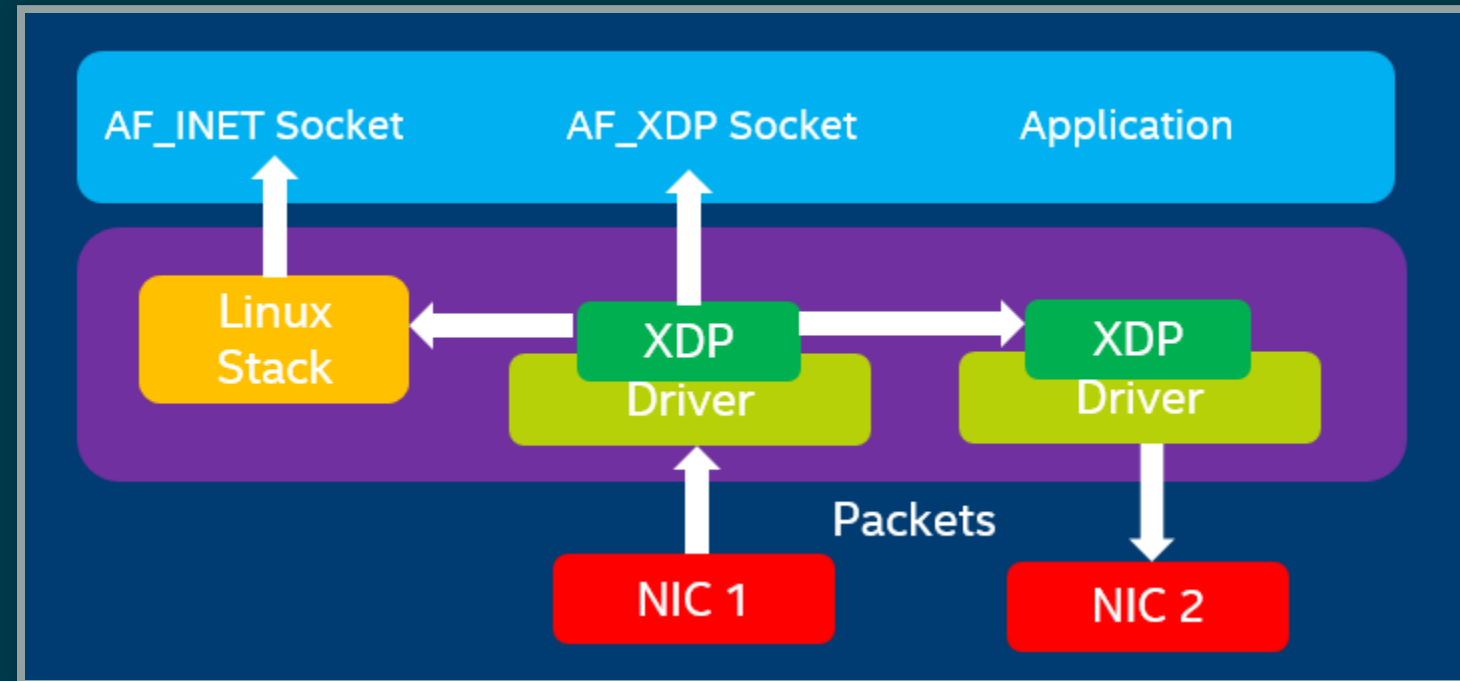 AF_INET Socket
AF_XDP Socket
Application
Linux
Stack
XDP
Driver
XDP
Driver
Packets
NIC 1
NIC 2